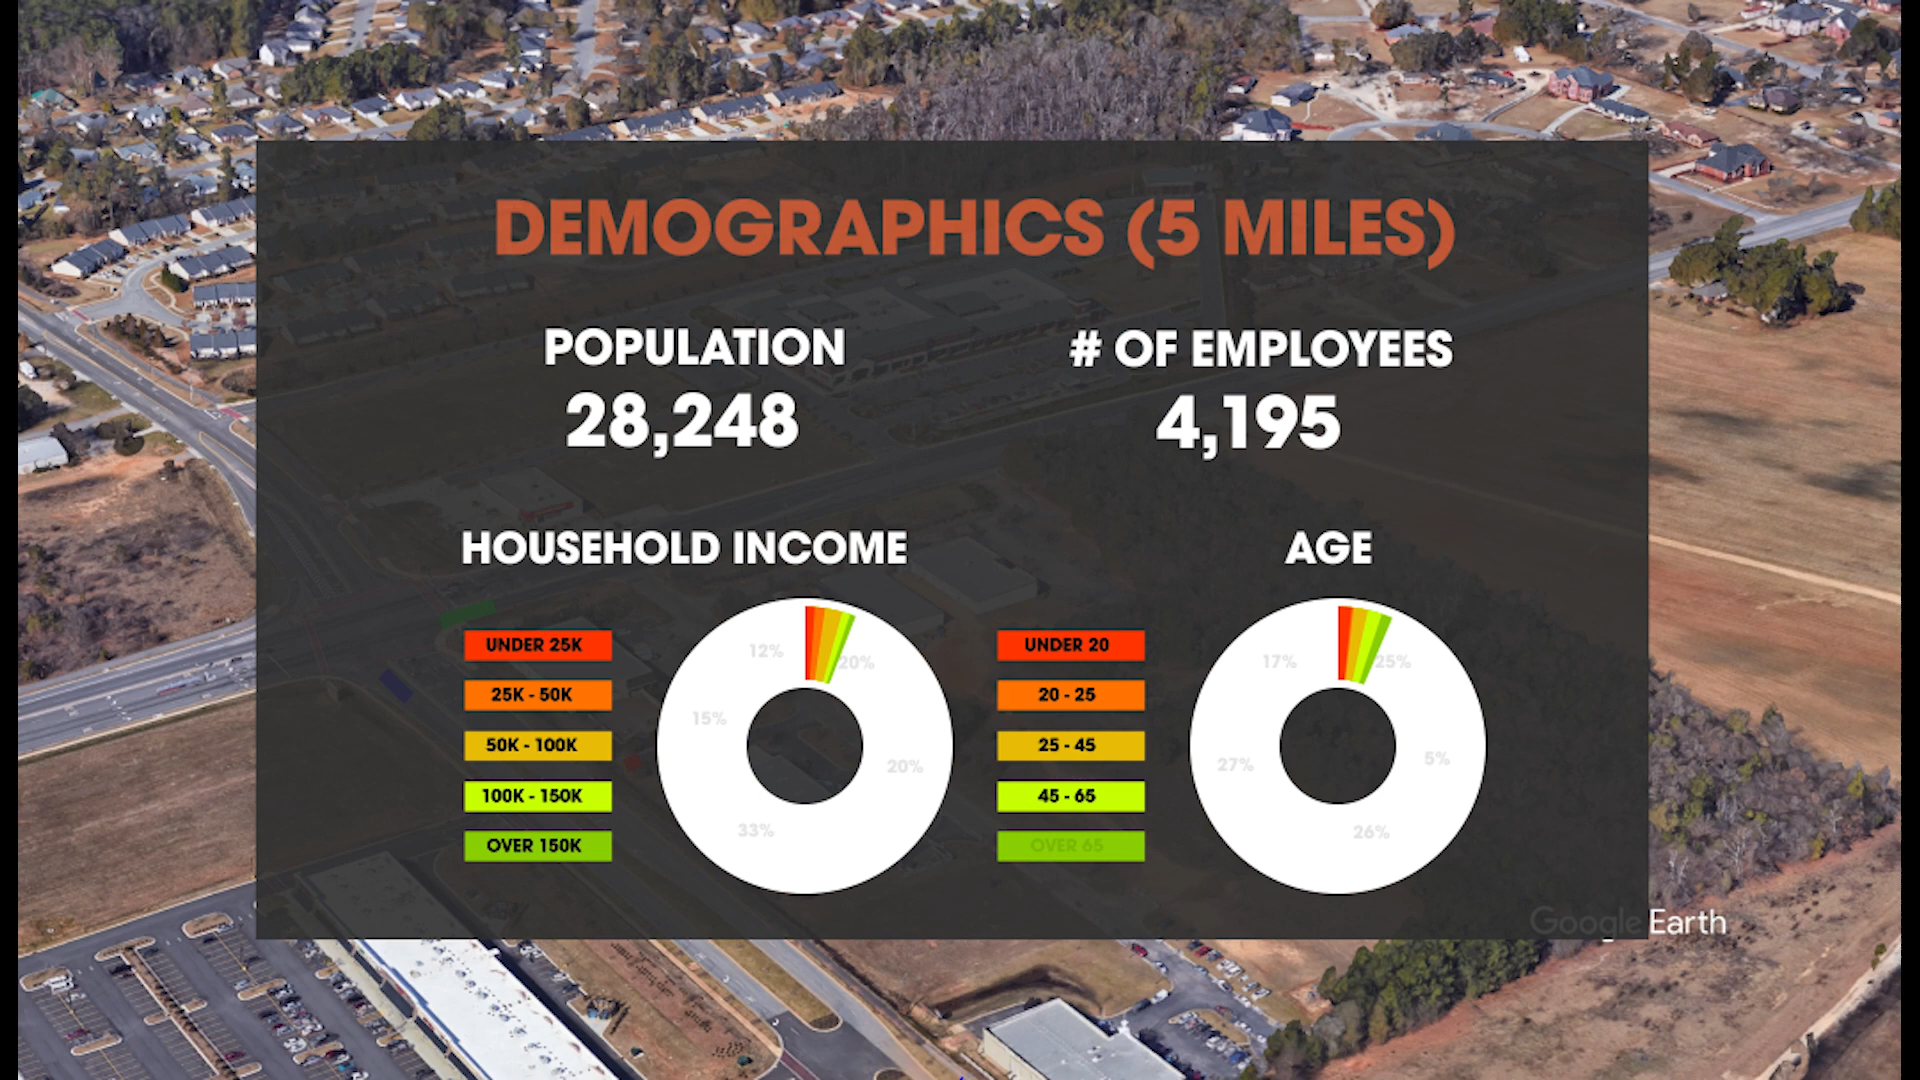 DEMOGRAPHICS (5 MILES)
POPULATION
28,248
# OF EMPLOYEES
4,195
HOUSEHOLD INCOME
UNDER 25K
25K - 50K
50K - 100K
100K - 150K
OVER 150K
12%
20%
15%
20%
33%
AGE
UNDER 20
20 - 25
25 - 45
45 - 65
OVER 65
17%
25%
27%
5%
26%
Google Earth